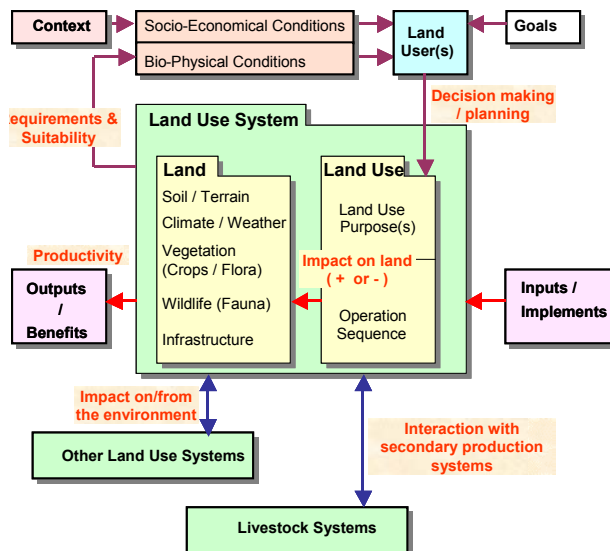 Context
Socio-Economical Conditions
Bio-Physical Conditions
Land
User(s)
Goals
equirements &
Suitability
Decision making
/ planning
Land Use System
Land
Soil / Terrain
Climate / Weather
Vegetation
(Crops / Flora)
Wildlife (Fauna)
Infrastructure
Land Use
Land Use
Purpose(s)
Impact on land
( + or - )
Operation
Sequence
Productivity
Outputs
/
Benefits
Inputs /
Implements
Impact on/from
the environment
Other Land Use Systems
Interaction with
secondary production
systems
Livestock Systems